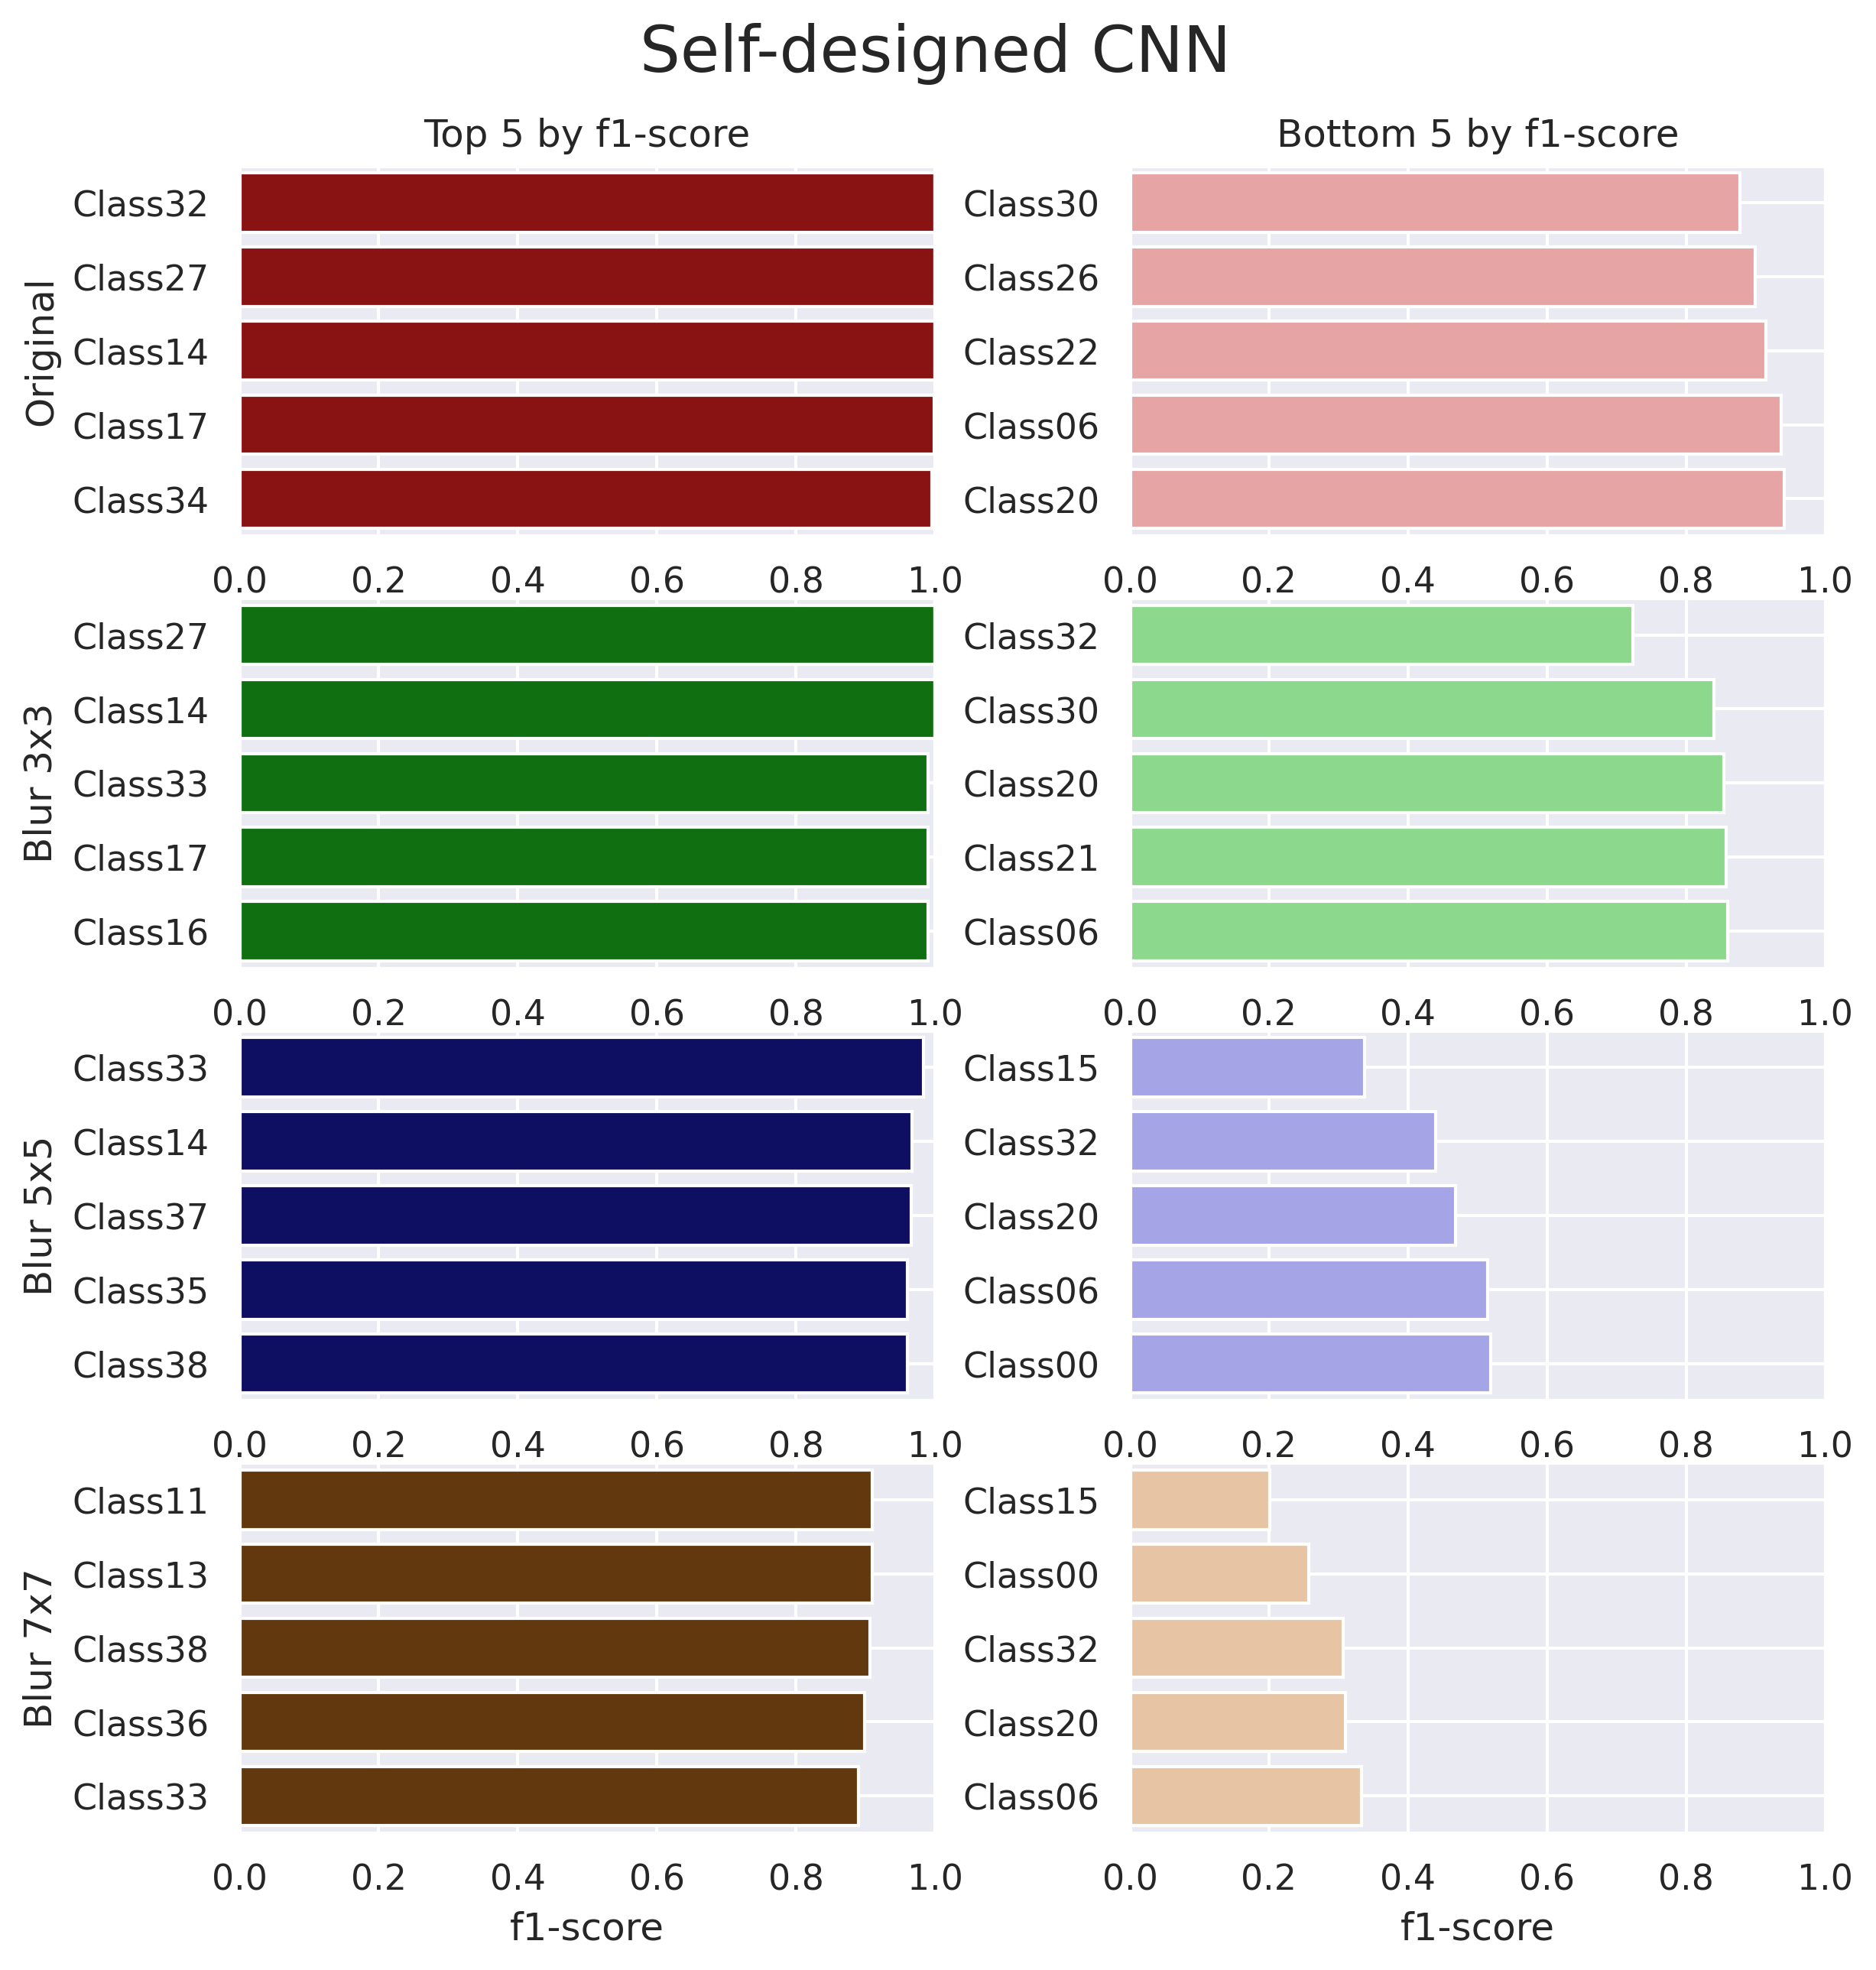 Self-designed CNN
Top 5 by f1-score
Bottom 5 by f1-score
Original
Class32
Class27
Class14
Class17
Class34
0.0 0.2 0.4 0.6 0.8 1.0
Class30
Class26
Class22
Class06
Class20
0.0 0.2 0.4 0.6 0.8 1.0
Blur 3x3
Class27
Class14
Class33
Class17
Class16
0.0 0.2 0.4 0.6 0.8 1.0
Class32
Class30
Class20
Class21
Class06
0.0 0.2 0.4 0.6 0.8 1.0
Blur 5x5
Class33
Class14
Class37
Class35
Class38
0.0 0.2 0.4 0.6 0.8 1.0
Class15
Class32
Class20
Class06
Class00
0.0 0.2 0.4 0.6 0.8 1.0
Blur 7x7
Class11
Class13
Class38
Class36
Class33
0.0 0.2 0.4 0.6 0.8 1.0
f1-score
Class15
Class00
Class32
Class20
Class06
0.0 0.2 0.4 0.6 0.8 1.0
f1-score